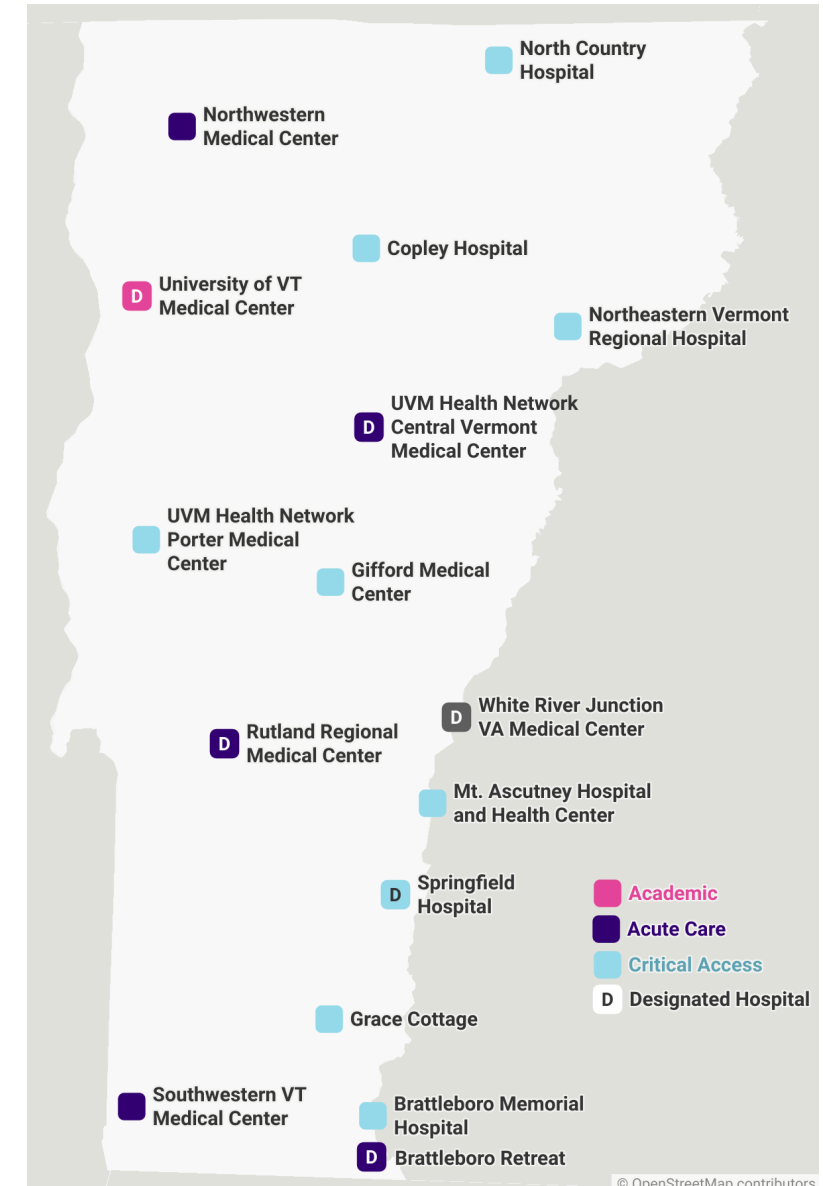 North Country
Hospital
Northwestern
Medical Center
Copley Hospital
D
University of VT
Medical Center
Northeastern Vermont
Regional Hospital
D
UVM Health Network
Central Vermont
Medical Center
UVM Health Network
Porter Medical
Center
Gifford Medical
Center
D
White River Junction
VA Medical Center
D
Rutland Regional
Medical Center
Mt. Ascutney Hospital
and Health Center
D
Springfield
Hospital
Academic
Acute Care
Critical Access
D Designated Hospital
Grace Cottage
Southwestern VT
Medical Center
Brattleboro Memorial
Hospital
D Brattleboro Retreat
© OpenStreetMap contributors